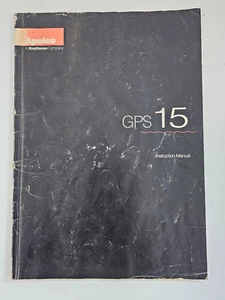 Apelco
A Raytheon Company
GPS 15
Instruction Manual